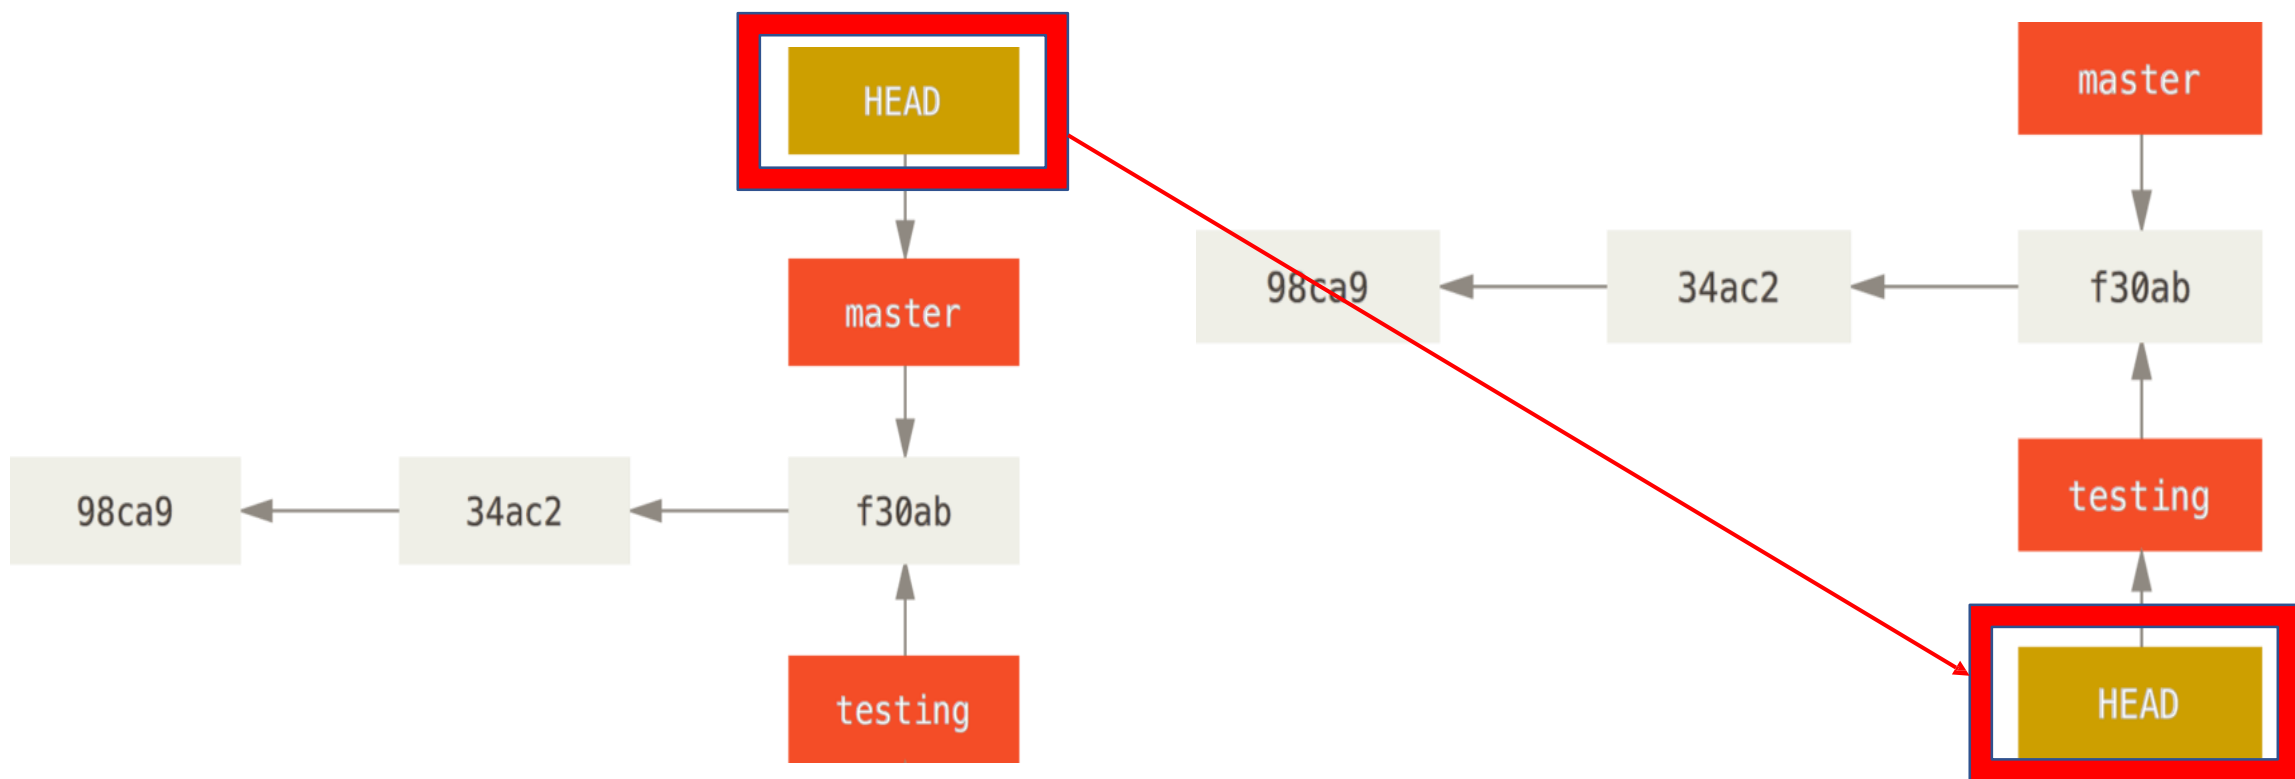 HEAD
master
98ca9
34ac2
f30ab
testing
master
98ca9
34ac2
f30ab
testing
HEAD